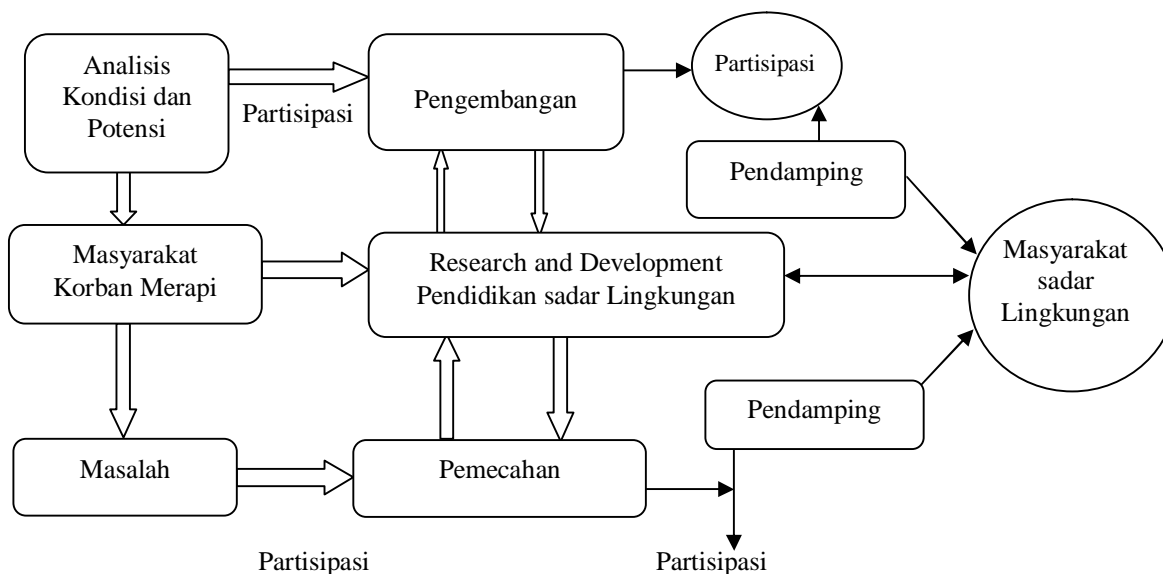 Analisis
Kondisi dan
Potensi
Partisipasi
Pengembangan
Partisipasi
Pendamping
Masyarakat
Korban Merapi
Research and Development
Pendidikan sadar Lingkungan
Masyarakat
sadar
Lingkungan
Pendamping
Masalah
Pemecahan
Partisipasi
Partisipasi